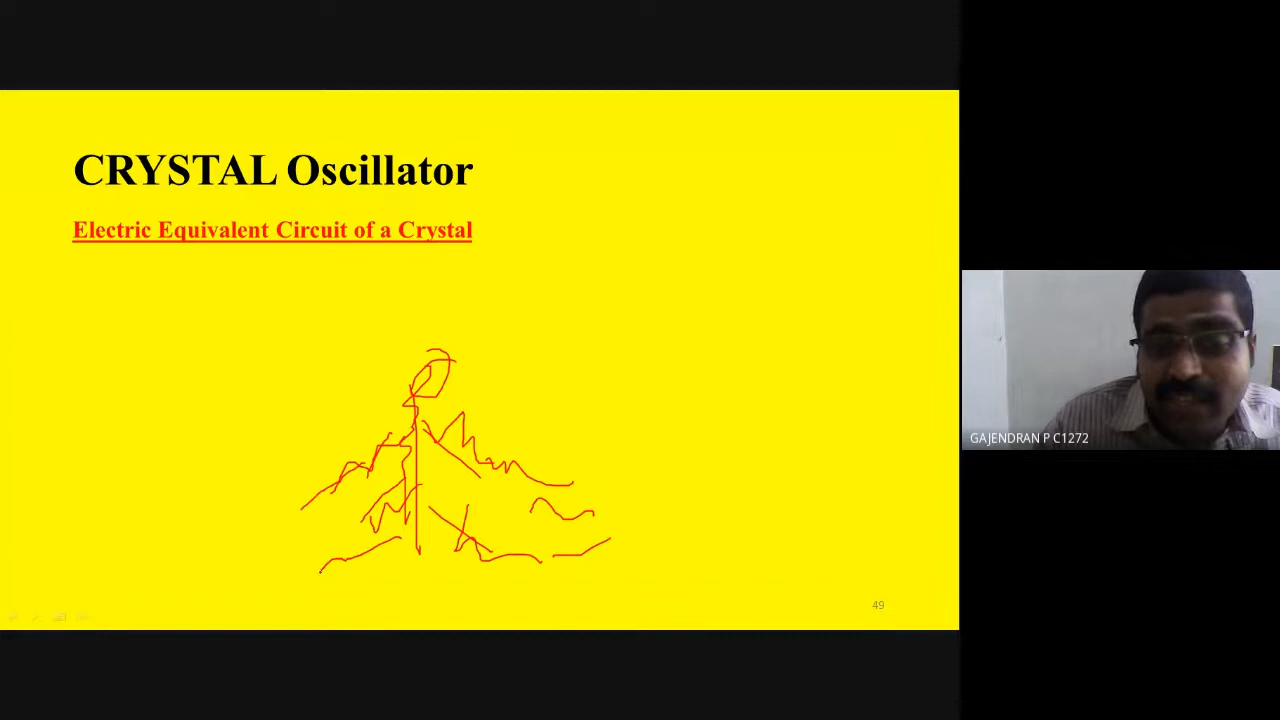 CRYSTAL Oscillator
Electric Equivalent Circuit of a Crystal
GAJENDRAN P C1272
49